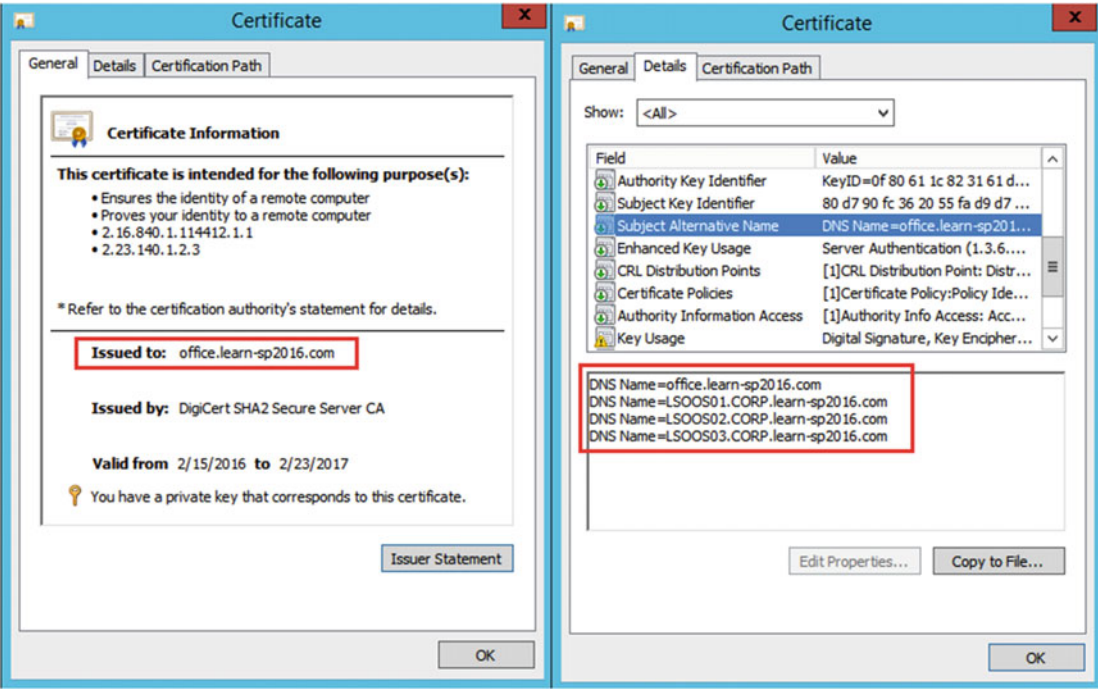 Certificate
x
General Details Certification Path
Certificate Information
This certificate is intended for the following purpose(s):
• Ensures the identity of a remote computer
• Proves your identity to a remote computer
• 2.16.840.1.114412.1.1
• 2.23.140.1.2.3
* Refer to the certification authority's statement for details.
Issued to: office.learn-sp2016.com
Issued by: DigiCert SHA2 Secure Server CA
Valid from 2/15/2016 to 2/23/2017
You have a private key that corresponds to this certificate.
Issuer Statement
OK
Certificate
x
General Details Certification Path
Show: <All>
Field Value
Authority Key Identifier KeyID=0f 80 61 1c 82 31 61 d...
Subject Key Identifier 80 d7 90 fc 36 20 55 fa d9 d7 ...
Subject Alternative Name DNS Name=office.learn-sp201...
Enhanced Key Usage Server Authentication (1.3.6....
CRL Distribution Points [1]CRL Distribution Point: Distr...
Certificate Policies [1]Certificate Policy:Policy Ide...
Authority Information Access [1]Authority Info Access: Acc...
Key Usage Digital Signature, Key Encipher...
DNS Name=office.learn-sp2016.com
DNS Name=LSOOS01.CORP.learn-sp2016.com
DNS Name=LSOOS02.CORP.learn-sp2016.com
DNS Name=LSOOS03.CORP.learn-sp2016.com
Edit Properties... Copy to File...
OK